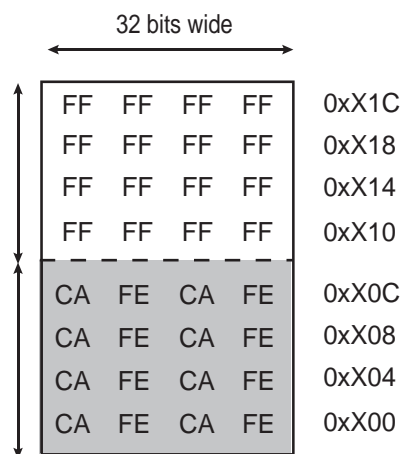 32 bits wide
FF FF FF FF 0xX1C
FF FF FF FF 0xX18
FF FF FF FF 0xX14
FF FF FF FF 0xX10
CA FE CA FE 0xX0C
CA FE CA FE 0xX08
CA FE CA FE 0xX04
CA FE CA FE 0xX00